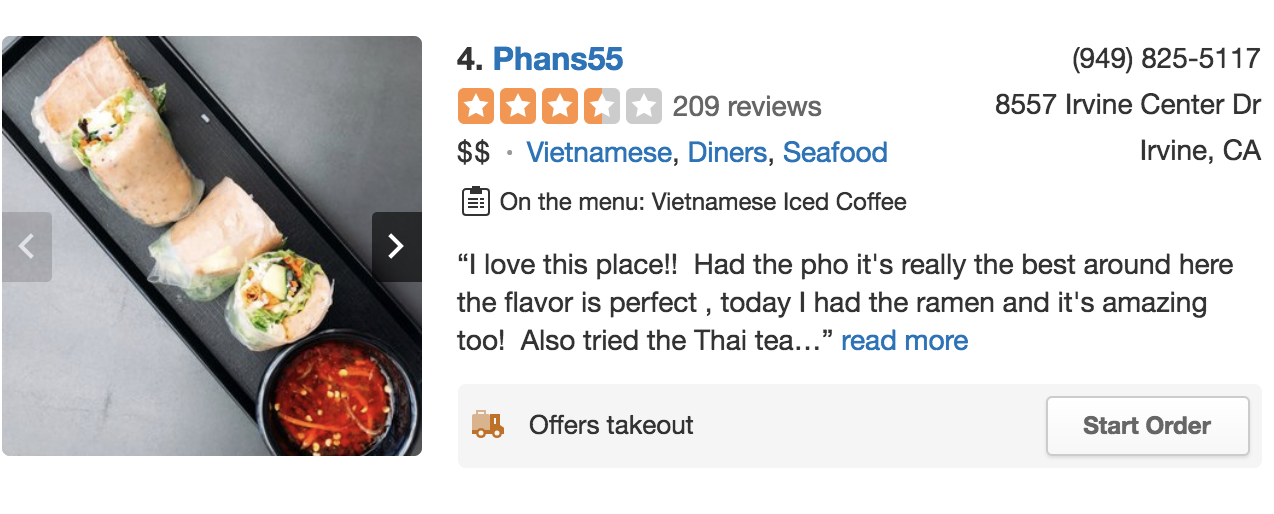 4. Phans55
209 reviews
$$ · Vietnamese, Diners, Seafood
On the menu: Vietnamese Iced Coffee
(949) 825-5117
8557 Irvine Center Dr
Irvine, CA
“I love this place!!  Had the pho it's really the best around here
the flavor is perfect , today I had the ramen and it's amazing
too!  Also tried the Thai tea…” read more
Offers takeout
Start Order